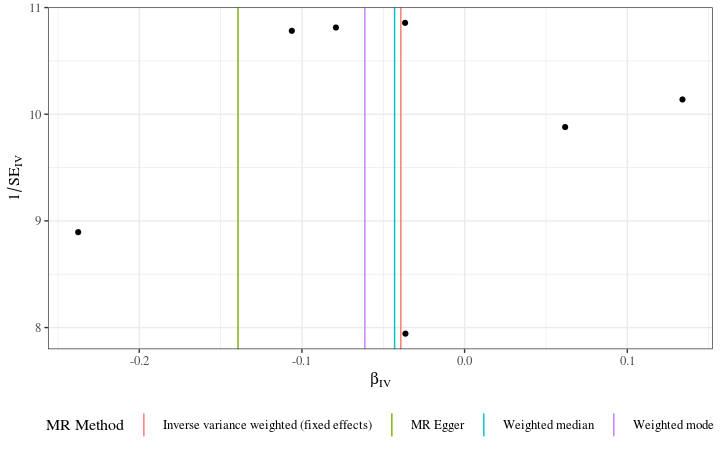 11
10
9
8
1/SE_IV
-0.2 -0.1 0.0 0.1
β_IV
MR Method Inverse variance weighted (fixed effects) MR Egger Weighted median Weighted mode